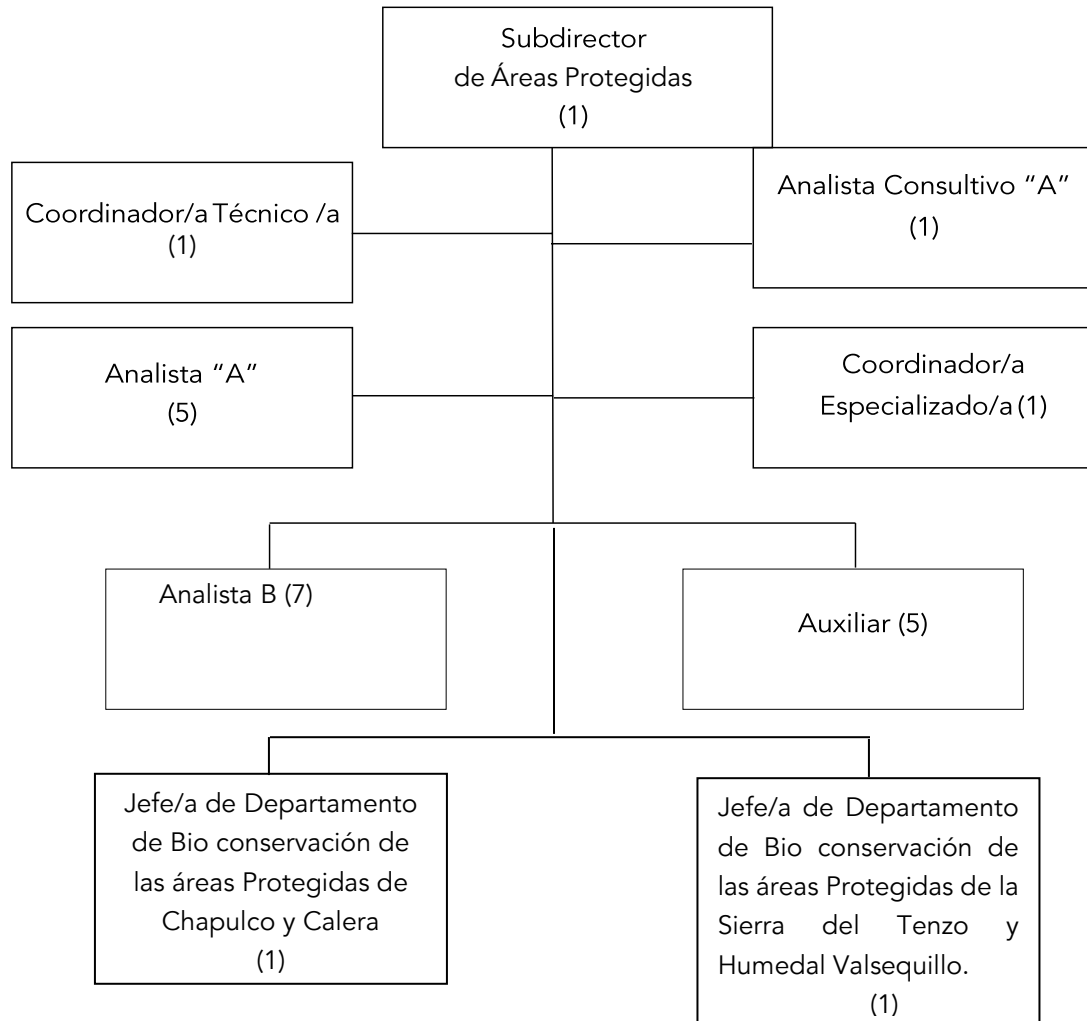 Subdirector
de Áreas Protegidas
(1)
Coordinador/a Técnico /a
(1)
Analista Consultivo “A”
(1)
Analista “A”
(5)
Coordinador/a
Especializado/a (1)
Analista B (7)
Auxiliar (5)
Jefe/a de Departamento
de Bio conservación de
las áreas Protegidas de
Chapulco y Calera
(1)
Jefe/a de Departamento
de Bio conservación de
las áreas Protegidas de la
Sierra del Tenzo y
Humedal Valsequillo.
(1)